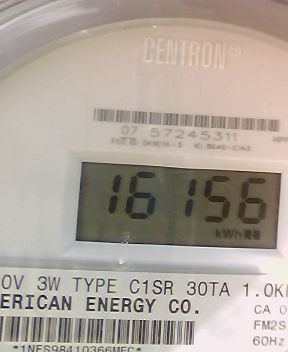 CENTRON®
07 57245311
16156
kWh
0V 3W TYPE C1SR 30TA 1.0K
ERICAN ENERGY CO.
CA 0
FM2S
60Hz